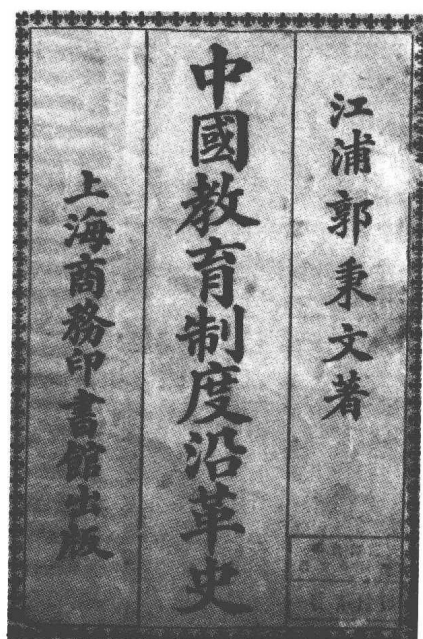 江浦郭秉文著
中國教育制度沿革史
上海商務印書館出版